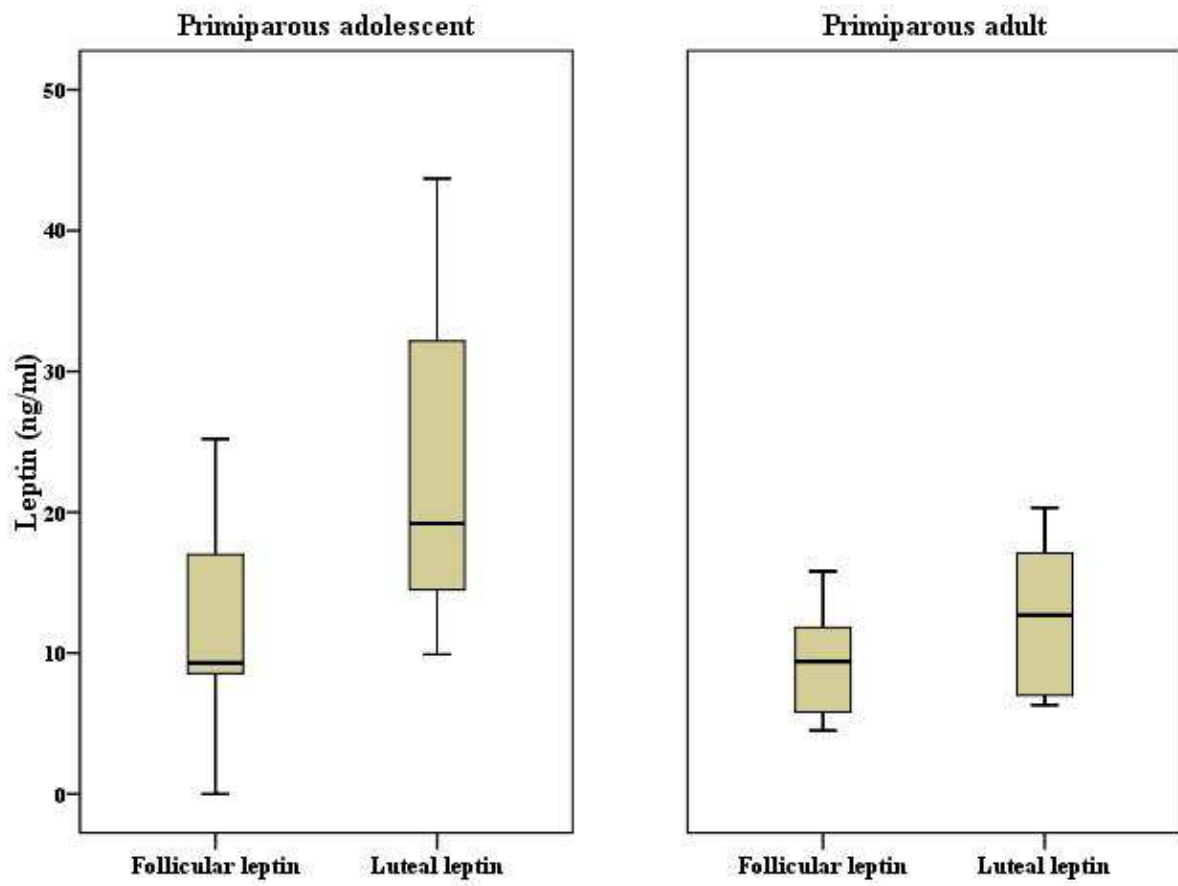 Primiparous adolescent
Primiparous adult
Leptin (ng/ml)
50
40
30
20
10
0
Follicular leptin
Luteal leptin
Follicular leptin
Luteal leptin